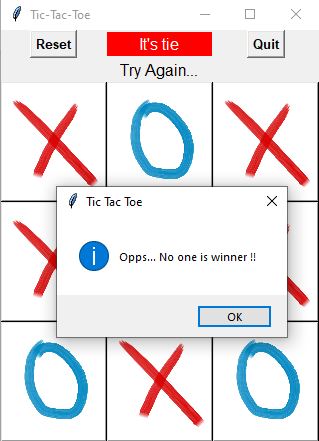 Tic-Tac-Toe
Reset It's tie Quit
Try Again...
Tic Tac Toe
Opps... No one is winner !!
OK